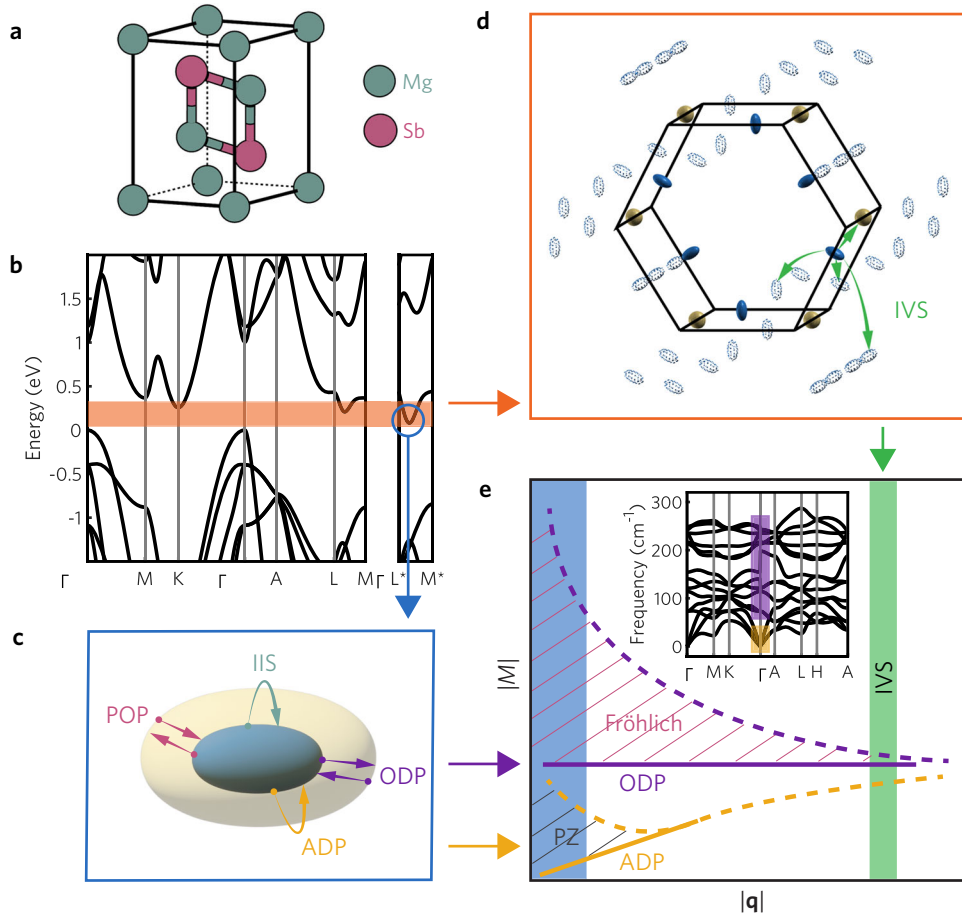 a
Mg
Sb
b
Energy (eV)
1.5
1
0.5
0
-0.5
-1
Γ M K Γ A L M Γ L* M*
c
IIS
POP
ODP
ADP
d
IVS
e
|M|
Frequency (cm⁻¹)
300
200
100
0
Γ M K Γ A L H A
IVS
Fröhlich
ODP
PZ
ADP
|q|